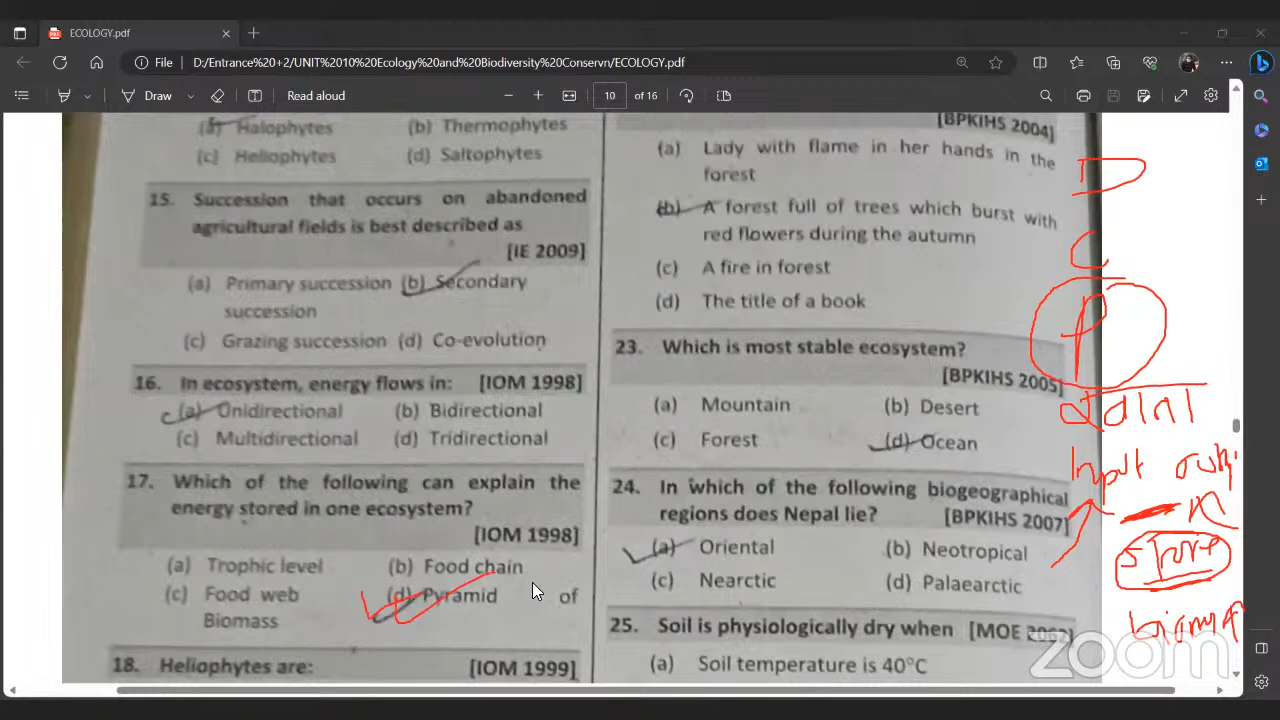 ECOLOGY.pdf
File
D:/Entrance%20+2/UNIT%2010%20Ecology%20and%20Biodiversity%20Conservn/ECOLOGY.pdf
Draw
Read aloud
10 of 16
(a) Halophytes (b) Thermophytes
(c) Heliophytes (d) Saltophytes
15. Succession that occurs on abandoned
agricultural fields is best described as
[IE 2009]
(a) Primary succession (b) Secondary
succession
(c) Grazing succession (d) Co-evolution
16. In ecosystem, energy flows in: [IOM 1998]
(a) Unidirectional (b) Bidirectional
(c) Multidirectional (d) Tridirectional
17. Which of the following can explain the
energy stored in one ecosystem?
[IOM 1998]
(a) Trophic level (b) Food chain
(c) Food web (d) Pyramid of
Biomass
18. Heliophytes are: [IOM 1999]
[BPKIHS 2004]
(a) Lady with flame in her hands in the
forest
(b) A forest full of trees which burst with
red flowers during the autumn
(c) A fire in forest
(d) The title of a book
23. Which is most stable ecosystem?
[BPKIHS 2005]
(a) Mountain (b) Desert
(c) Forest (d) Ocean
24. In which of the following biogeographical
regions does Nepal lie? [BPKIHS 2007]
(a) Oriental (b) Neotropical
(c) Nearctic (d) Palaearctic
25. Soil is physiologically dry when [MOE 2062]
(a) Soil temperature is 40°C
D
C
P
Input
store
zoom